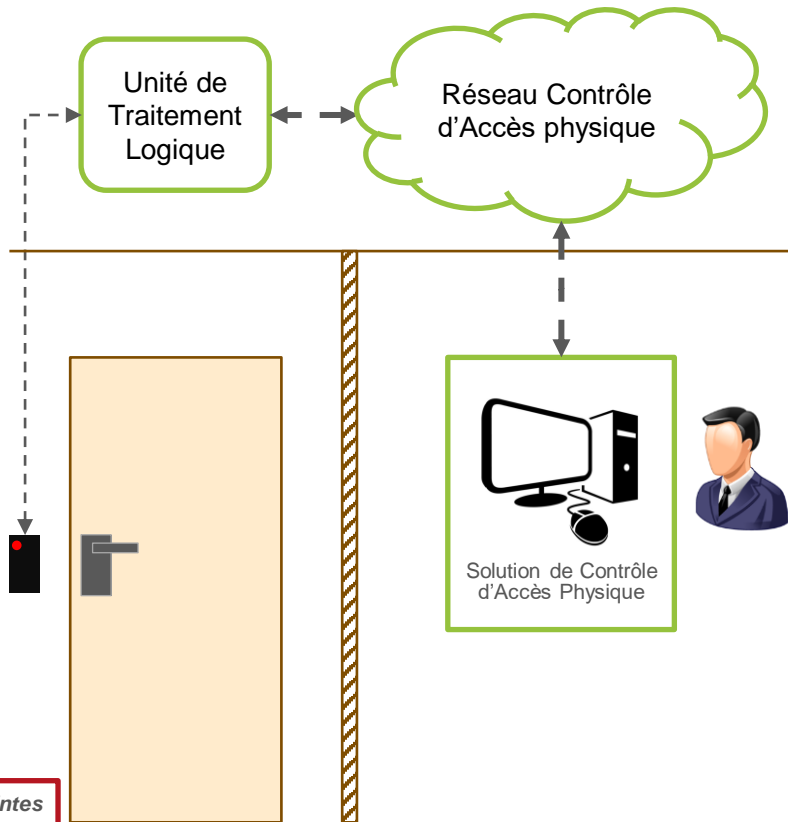 Unité de
Traitement
Logique
Réseau Contrôle
d'Accès physique
Solution de Contrôle
d'Accès Physique
ntes